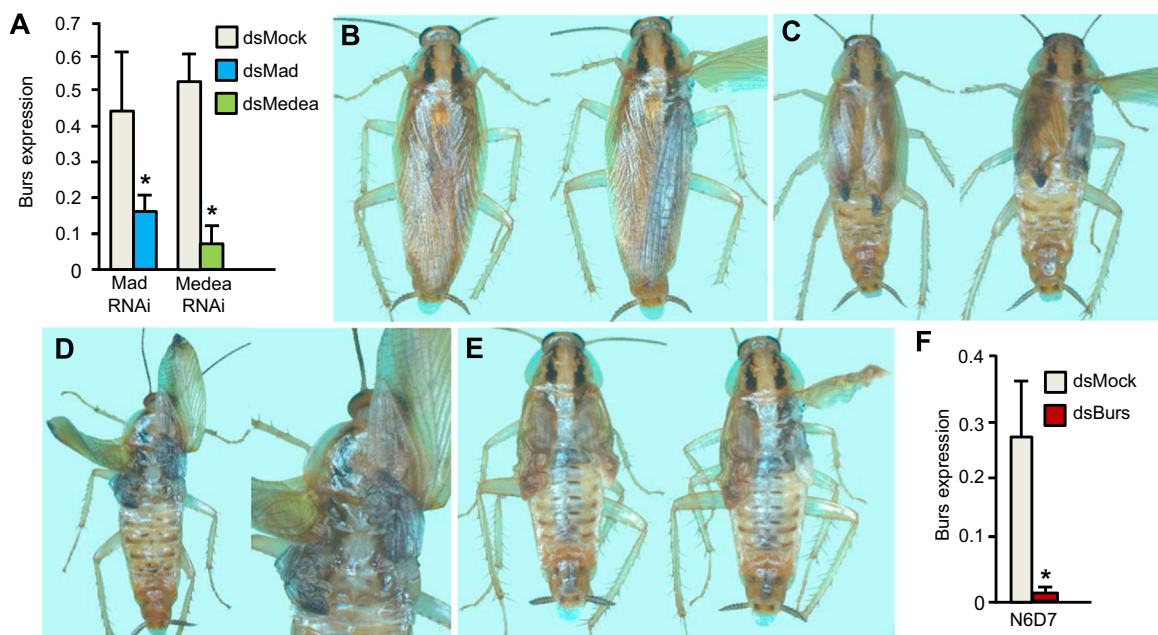 A
0.7
0.6
0.5
0.4
0.3
0.2
0.1
0
Burs expression
dsMock
dsMad
dsMedea
*
*
Mad
RNAi
Medea
RNAi
B
C
D
E
F
0.4
0.3
0.2
0.1
0
Burs expression
dsMock
dsBurs
*
N6D7